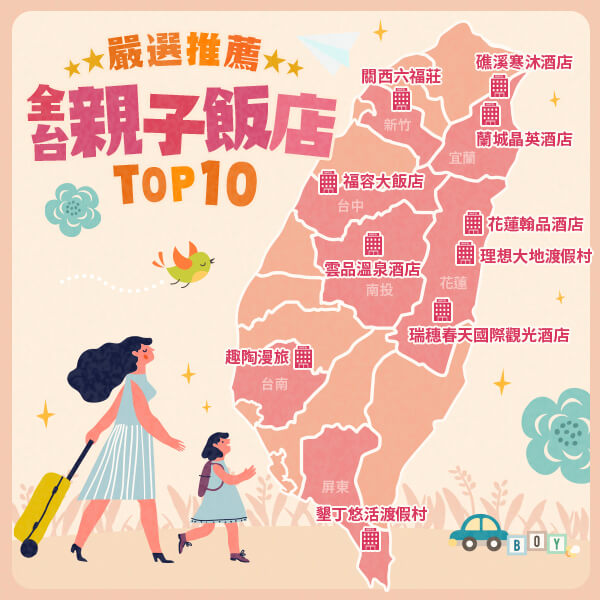 嚴選推薦
全台親子飯店
TOP10
關西六福莊
新竹
礁溪寒沐酒店
蘭城晶英酒店
宜蘭
福容大飯店
台中
花蓮翰品酒店
理想大地渡假村
雲品溫泉酒店
南投
花蓮
瑞穗春天國際觀光酒店
趣陶漫旅
台南
屏東
墾丁悠活渡假村
BOY